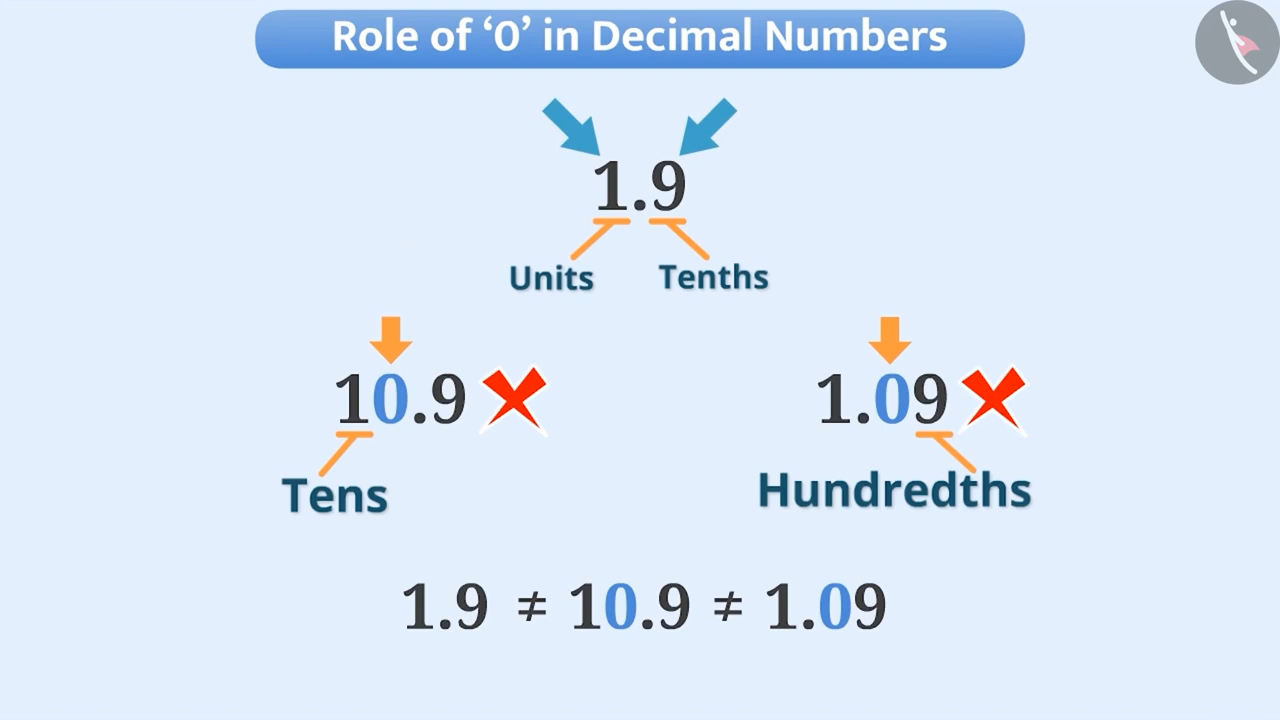 Role of ‘0’ in Decimal Numbers
1.9
Units Tenths
10.9 1.09
Tens Hundredths
1.9 ≠ 10.9 ≠ 1.09